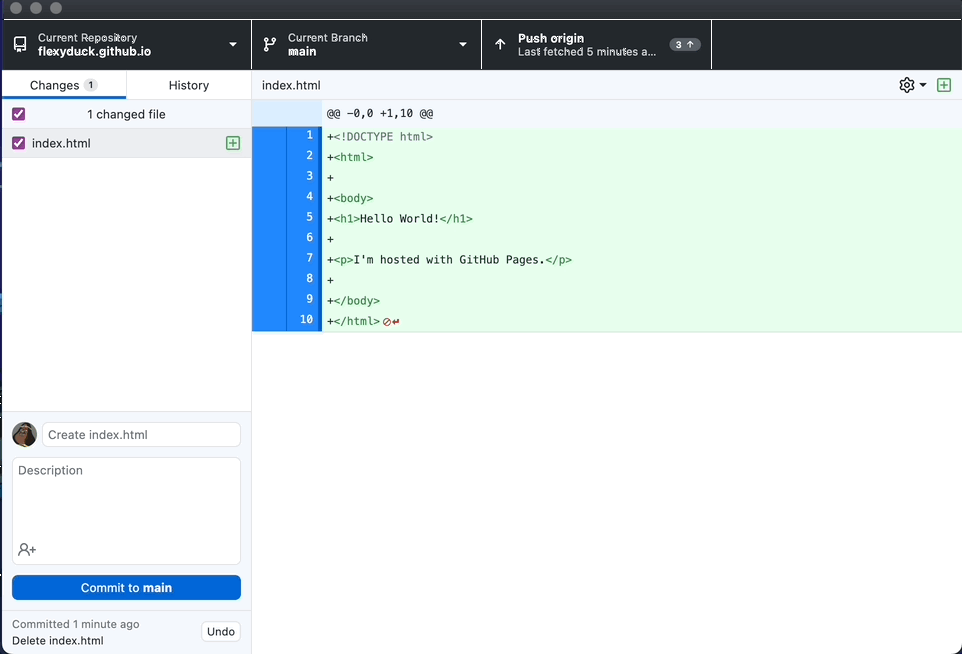 Current Repository
flexyduck.github.io
Current Branch
main
Push origin
Last fetched 5 minutes a...
3 ↑
Changes 1
History
index.html
1 changed file
index.html
@@ -0,0 +1,10 @@
1 +<!DOCTYPE html>
2 +<html>
3 +
4 +<body>
5 +<h1>Hello World!</h1>
6 +
7 +<p>I'm hosted with GitHub Pages.</p>
8 +
9 +</body>
10 +</html>
Create index.html
Description
Commit to main
Committed 1 minute ago
Delete index.html
Undo